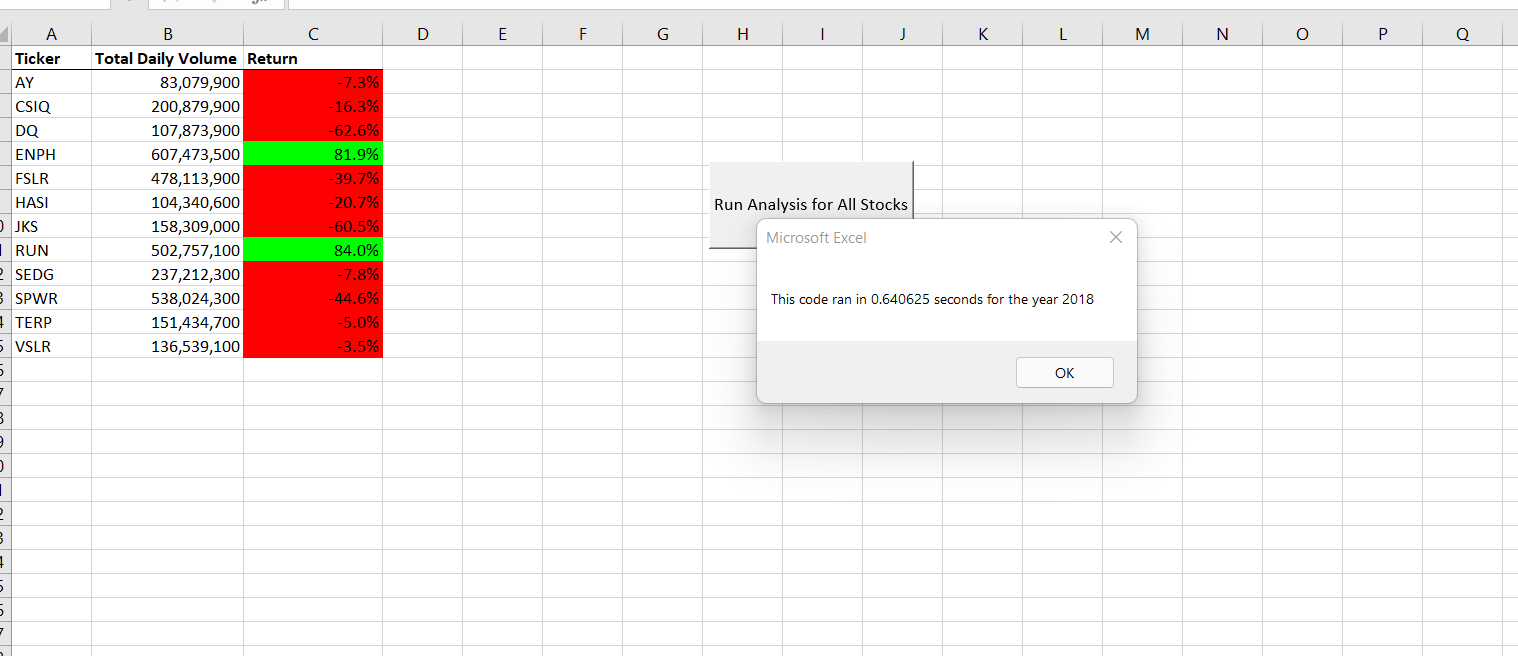 A B C D E F G H I J K L M N O P Q
Ticker Total Daily Volume Return
AY 83,079,900 -7.3%
CSIQ 200,879,900 -16.3%
DQ 107,873,900 -62.6%
ENPH 607,473,500 81.9%
FSLR 478,113,900 -39.7%
HASI 104,340,600 -20.7%
JKS 158,309,000 -60.5%
RUN 502,757,100 84.0%
SEDG 237,212,300 -7.8%
SPWR 538,024,300 -44.6%
TERP 151,434,700 -5.0%
VSLR 136,539,100 -3.5%
Run Analysis for All Stocks
Microsoft Excel
This code ran in 0.640625 seconds for the year 2018
OK